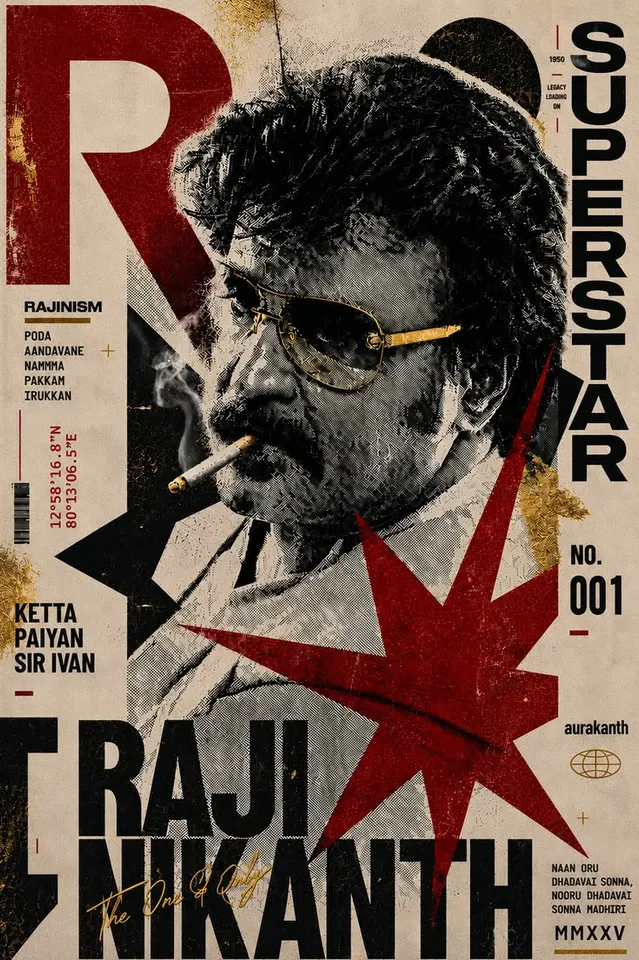 R
1950
LEGACY
LOADING
ON
SUPERSTAR
RAJINISM
PODA
AANDAVANE
NAMMMA
PAKKAM
IRUKKAN
12°58'16.8"N
80°13'06.5"E
KETTA
PAIYAN
SIR IVAN
NO.
001
aurakanth
RAJI
NIKANTH
The One & Only
NAAN ORU
DHADAVAI SONNA,
NOORU DHADAVAI
SONNA MADHIRI
MMXXV